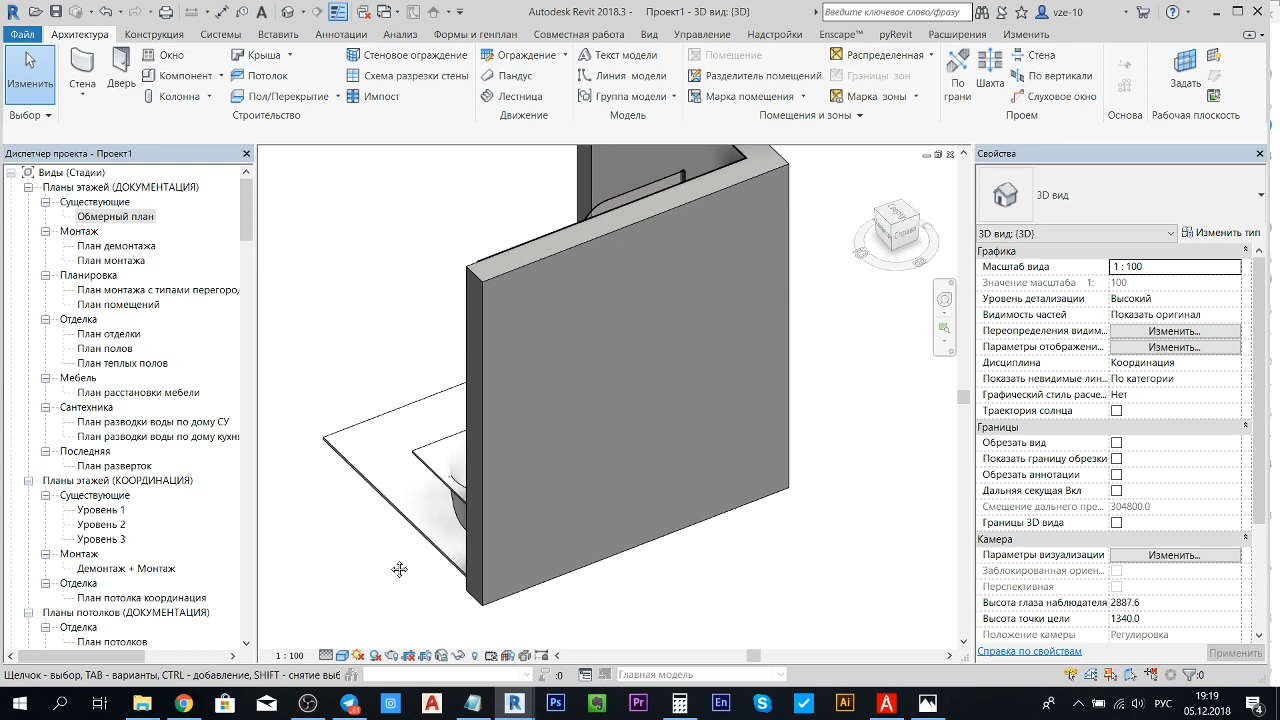 Autodesk Revit 2018.3 - Проект1 - 3D вид: {3D}
Введите ключевое слово/фразу
vze-10
Файл Архитектура Конструкция Системы Вставить Аннотации Анализ Формы и генплан Совместная работа Вид Управление Надстройки Enscape™ pyRevit Расширения Изменить
Изменить
Стена
Дверь
Окно
Компонент
Колонна
Крыша
Потолок
Пол/Перекрытие
Стеновое ограждение
Схема разрезки стены
Импост
Ограждение
Пандус
Лестница
Текст модели
Линия модели
Группа модели
Помещение
Разделитель помещений
Марка помещения
Распределенная
Границы зон
Марка зоны
По грани
Шахта
Стена
По вертикали
Слуховое окно
Задать
Выбор Строительство Движение Модель Помещения и зоны Проем Основа Рабочая плоскость
Диспетчер проекта - Проект1
Виды (Стадии)
Планы этажей (ДОКУМЕНТАЦИЯ)
Существующие
Обмерный план
Монтаж
План демонтажа
План монтажа
Планировка
План монтажа с типами перегоро
План помещений
Отделка
План отделки
План полов
План теплых полов
Мебель
План расстановки мебели
Сантехника
План разводки воды по дому СУ
План разводки воды по дому кухн
Последняя
План разверток
Планы этажей (КООРДИНАЦИЯ)
Существующие
Уровень 1
Уровень 2
Уровень 3
Монтаж
Демонтаж + Монтаж
Отделка
План потолка координация
Планы потолков (ДОКУМЕНТАЦИЯ)
Отделка
План потолков
Справа
1 : 100
Свойства
3D вид
3D вид: {3D}
Изменить тип
Графика
Масштаб вида 1 : 100
Значение масштаба 1: 100
Уровень детализации Высокий
Видимость частей Показать оригинал
Переопределения видим... Изменить...
Параметры отображени... Изменить...
Дисциплина Координация
Показать невидимые лин... По категории
Графический стиль расче... Нет
Траектория солнца
Границы
Обрезать вид
Показать границу обрезки
Обрезать аннотации
Дальняя секущая Вкл
Смещение дальнего пре... 304800.0
Границы 3D вида
Камера
Параметры визуализации Изменить...
Заблокированная ориен...
Перспективная
Высота глаза наблюдателя 2887.6
Высота точки цели 1340.0
Положение камеры Регулировка
Справка по свойствам
Применить
Щелчок - выбор, TAB - варианты, CTRL - добавление, SHIFT - снятие выє
:0
Главная модель
:0
РУС
19:19
05.12.2018